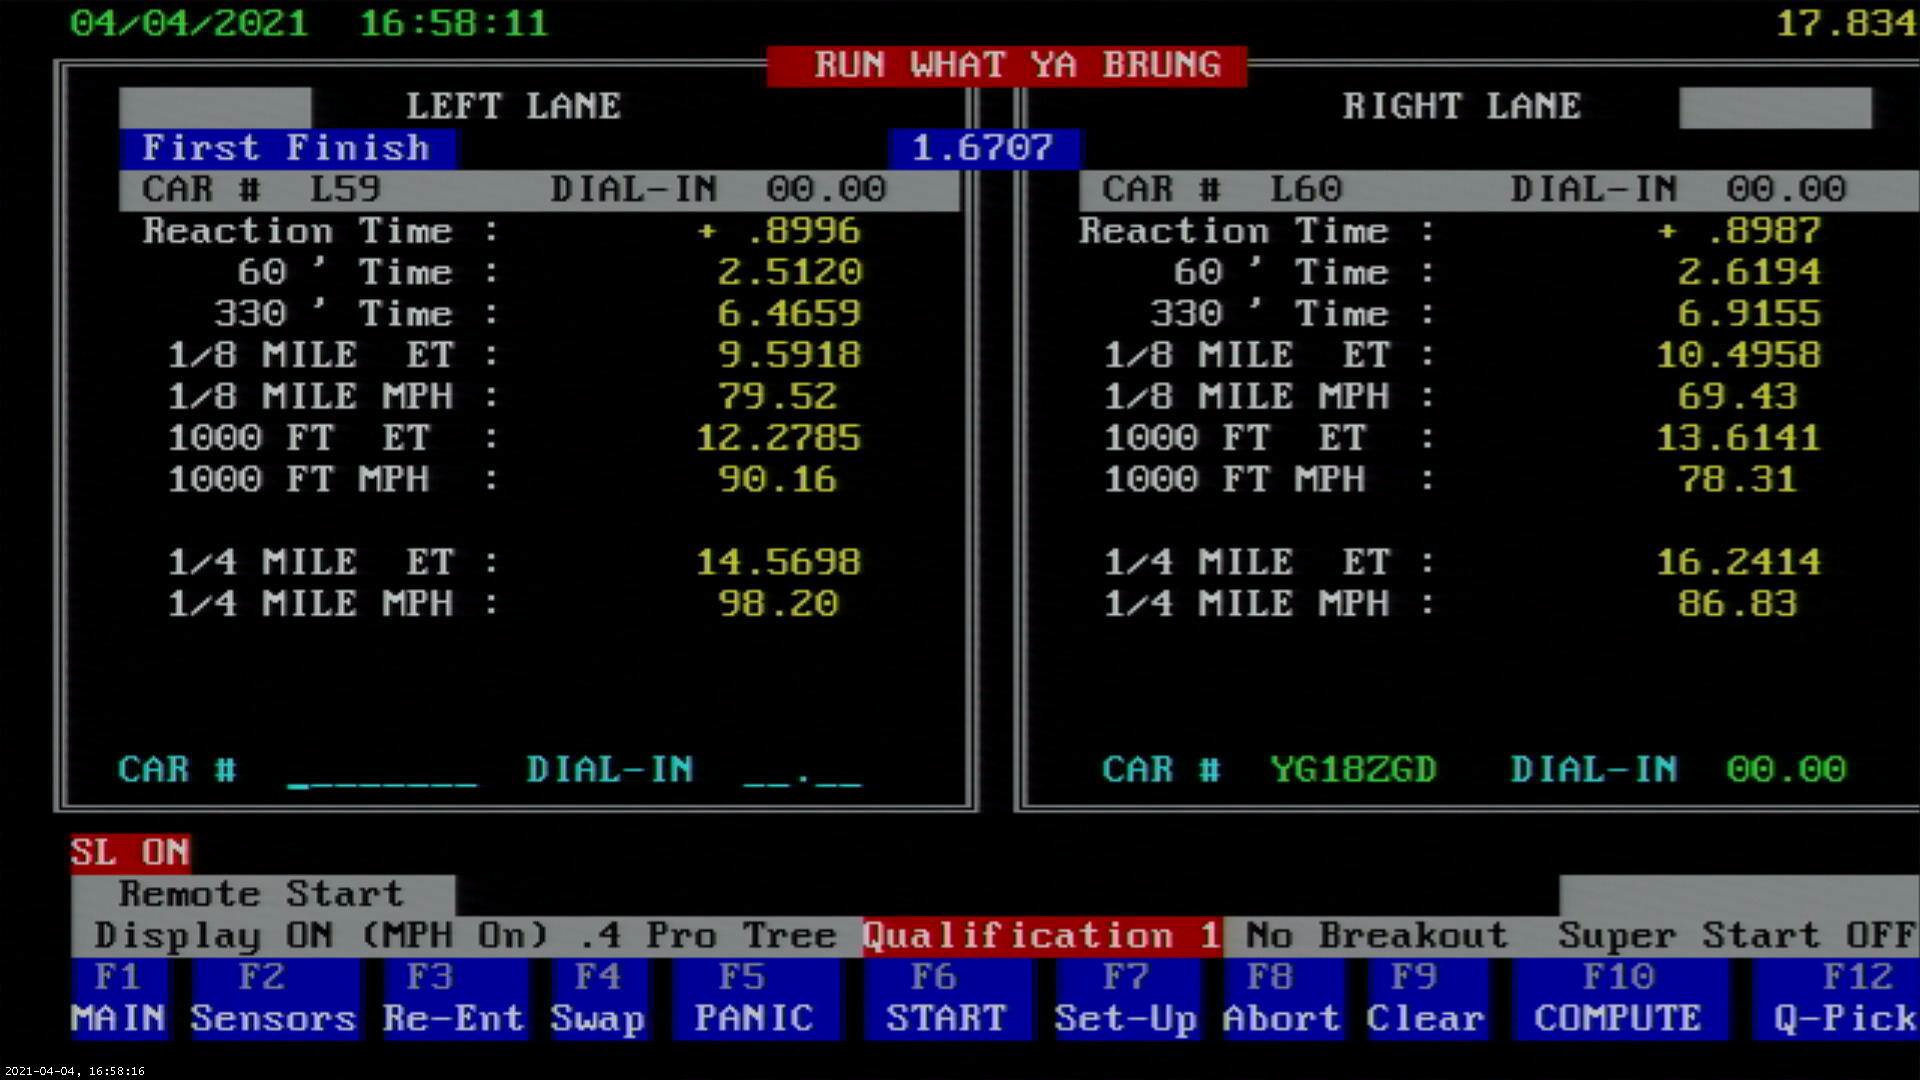 04/04/2021 16:58:11 17.834
RUN WHAT YA BRUNG
LEFT LANE RIGHT LANE
First Finish 1.6707
CAR # L59 DIAL-IN 00.00 CAR # L60 DIAL-IN 00.00
Reaction Time : + .8996 Reaction Time : + .8987
60 ' Time : 2.5120 60 ' Time : 2.6194
330 ' Time : 6.4659 330 ' Time : 6.9155
1/8 MILE ET : 9.5918 1/8 MILE ET : 10.4958
1/8 MILE MPH : 79.52 1/8 MILE MPH : 69.43
1000 FT ET : 12.2785 1000 FT ET : 13.6141
1000 FT MPH : 90.16 1000 FT MPH : 78.31
1/4 MILE ET : 14.5698 1/4 MILE ET : 16.2414
1/4 MILE MPH : 98.20 1/4 MILE MPH : 86.83
CAR # ________ DIAL-IN __.__ CAR # YG18ZGD DIAL-IN 00.00
SL ON
Remote Start
Display ON (MPH On) .4 Pro Tree Qualification 1 No Breakout Super Start OFF
F1 F2 F3 F4 F5 F6 F7 F8 F9 F10 F12
MAIN Sensors Re-Ent Swap PANIC START Set-Up Abort Clear COMPUTE Q-Pick
2021-04-04, 16:58:16